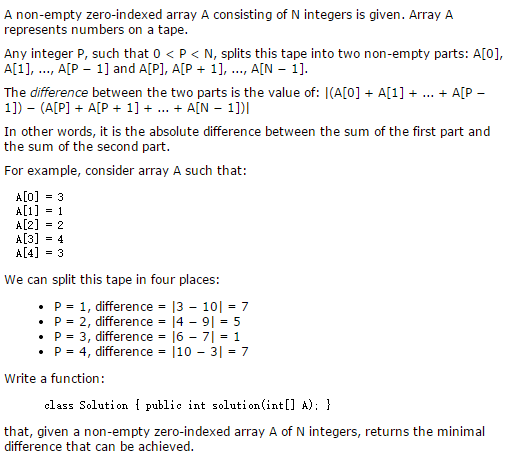 A non-empty zero-indexed array A consisting of N integers is given. Array A
represents numbers on a tape.
Any integer P, such that 0 < P < N, splits this tape into two non-empty parts: A[0],
A[1], ..., A[P − 1] and A[P], A[P + 1], ..., A[N − 1].
The difference between the two parts is the value of: |(A[0] + A[1] + ... + A[P −
1]) − (A[P] + A[P + 1] + ... + A[N − 1])|
In other words, it is the absolute difference between the sum of the first part and
the sum of the second part.
For example, consider array A such that:
A[0] = 3
A[1] = 1
A[2] = 2
A[3] = 4
A[4] = 3
We can split this tape in four places:
• P = 1, difference = |3 − 10| = 7
• P = 2, difference = |4 − 9| = 5
• P = 3, difference = |6 − 7| = 1
• P = 4, difference = |10 − 3| = 7
Write a function:
class Solution { public int solution(int[] A); }
that, given a non-empty zero-indexed array A of N integers, returns the minimal
difference that can be achieved.